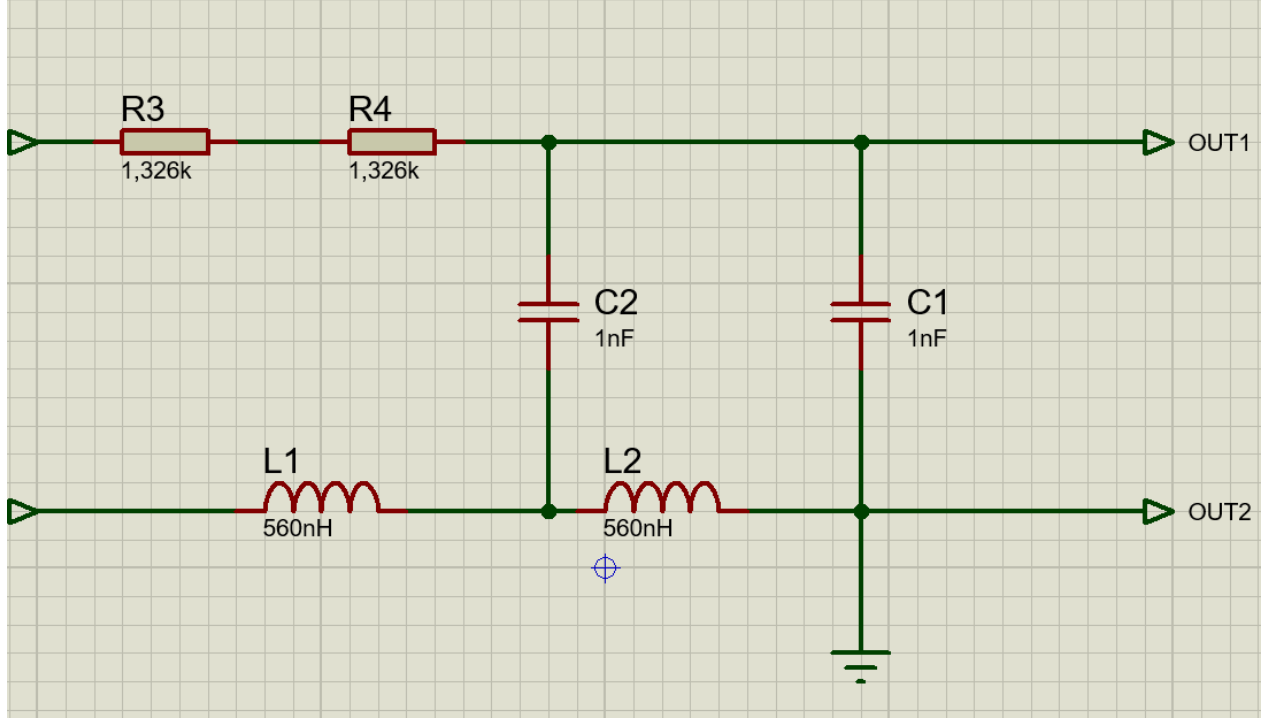 R3
1,326k
R4
1,326k
OUT1
C2
1nF
C1
1nF
L1
560nH
L2
560nH
OUT2